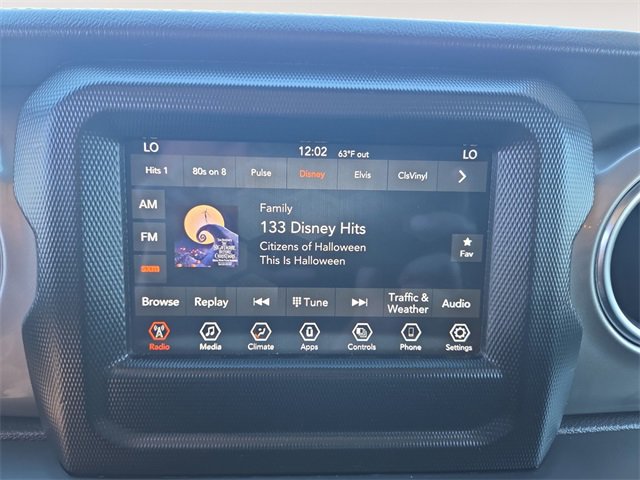 LO 12:02 63°F out LO
Hits 1 80s on 8 Pulse Disney Elvis ClsVinyl
AM
FM
sxm
Family
133 Disney Hits
Citizens of Halloween
This Is Halloween
Fav
Browse Replay Tune Traffic & Weather Audio
Radio Media Climate Apps Controls Phone Settings